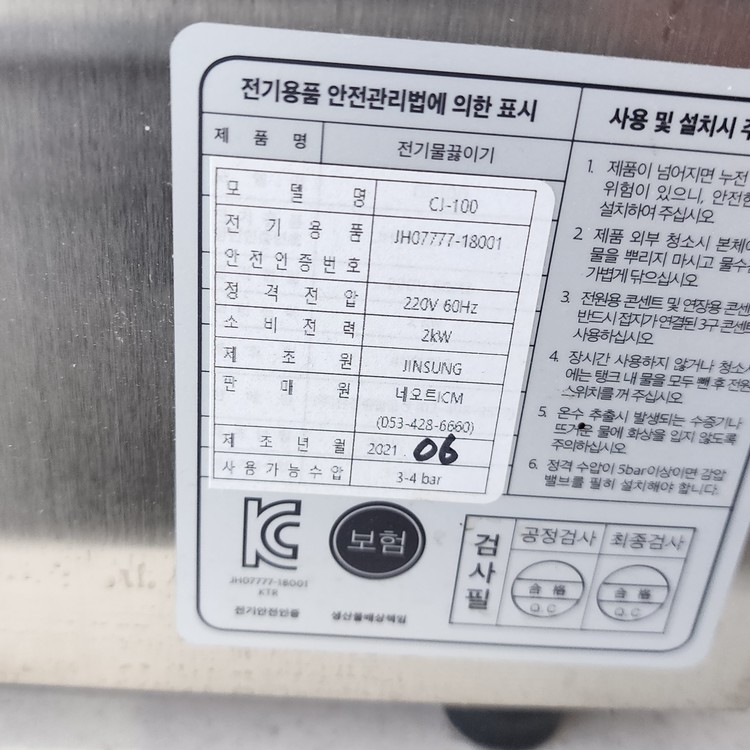 전기용품 안전관리법에 의한 표시
제 품 명 전기물끓이기
모 델 명 CJ-100
전 기 용 품 JH07777-18001
안 전 인 증 번 호
정 격 전 압 220V 60Hz
소 비 전 력 2kW
제 조 원 JINSUNG
판 매 원 네오트ICM
(053-428-6660)
제 조 년 월 2021 . 06
사 용 가 능 수 압 3-4 bar
JH07777-18001
KTR
전기안전인증
보험
생산물배상책임
사용 및 설치시
1. 제품이 넘어지면 누전
위험이 있으니, 안전한
설치하여 주십시오
2 제품 외부 청소시 본체에
물을 뿌리지 마시고 물수
가볍게 닦으십시오
3. 전원용 콘센트 및 연장용 콘센
반드시 접지가 연결된 3구 콘센트
사용하십시오
4. 장시간 사용하지 않거나 청소시
에는 탱크 내 물을 모두 뺀 후 전원
스위치를 꺼 주십시오
5. 온수 추출시 발생되는 수증기나
뜨거운 물에 화상을 입지 않도록
주의하십시오
6. 정격 수압이 5bar이상이면 감압
밸브를 필히 설치해야 합니다.
검사필
공정검사 최종검사
合格 合格
Q.C Q.C